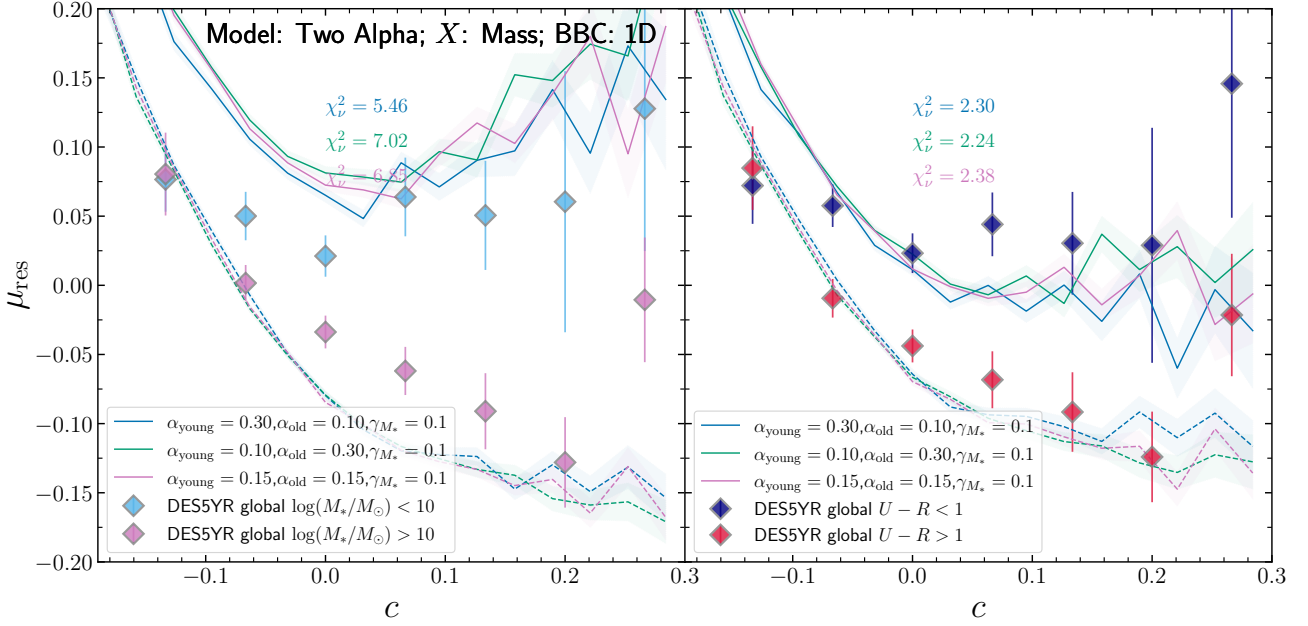 Model: Two Alpha; X: Mass; BBC: 1D
μres
0.20
0.15
0.10
0.05
0.00
−0.05
−0.10
−0.15
−0.20
χ²ν = 5.46
χ²ν = 7.02
χ²ν = 6.85
αyoung = 0.30,αold = 0.10,γM* = 0.1
αyoung = 0.10,αold = 0.30,γM* = 0.1
αyoung = 0.15,αold = 0.15,γM* = 0.1
DES5YR global log(M*/M⊙) < 10
DES5YR global log(M*/M⊙) > 10
−0.1 0.0 0.1 0.2 0.3
c
χ²ν = 2.30
χ²ν = 2.24
χ²ν = 2.38
αyoung = 0.30,αold = 0.10,γM* = 0.1
αyoung = 0.10,αold = 0.30,γM* = 0.1
αyoung = 0.15,αold = 0.15,γM* = 0.1
DES5YR global U − R < 1
DES5YR global U − R > 1
−0.1 0.0 0.1 0.2 0.3
c